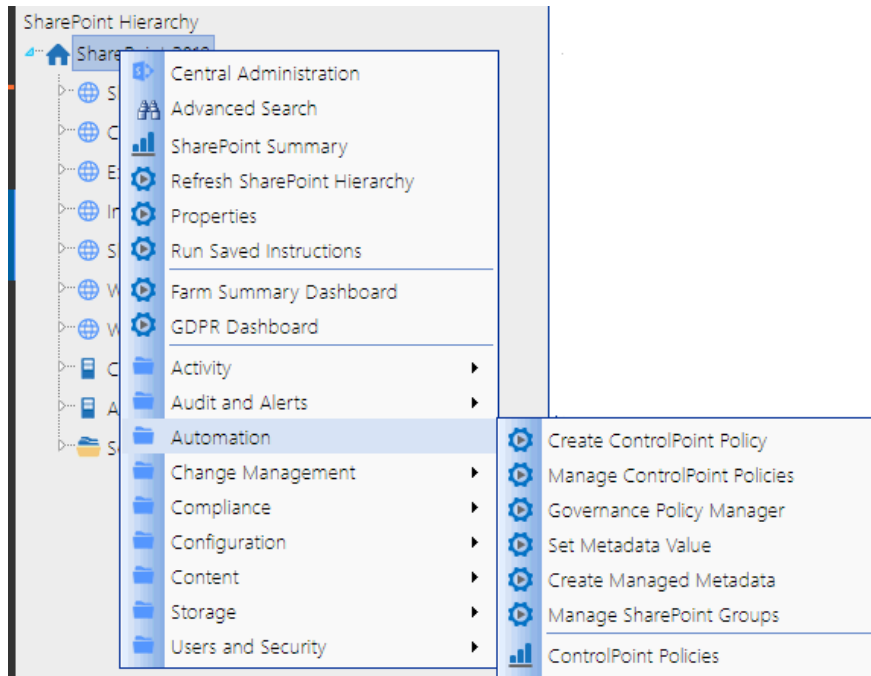 SharePoint Hierarchy
Central Administration
Advanced Search
SharePoint Summary
Refresh SharePoint Hierarchy
Properties
Run Saved Instructions
Farm Summary Dashboard
GDPR Dashboard
Activity
Audit and Alerts
Automation
Change Management
Compliance
Configuration
Content
Storage
Users and Security
Create ControlPoint Policy
Manage ControlPoint Policies
Governance Policy Manager
Set Metadata Value
Create Managed Metadata
Manage SharePoint Groups
ControlPoint Policies